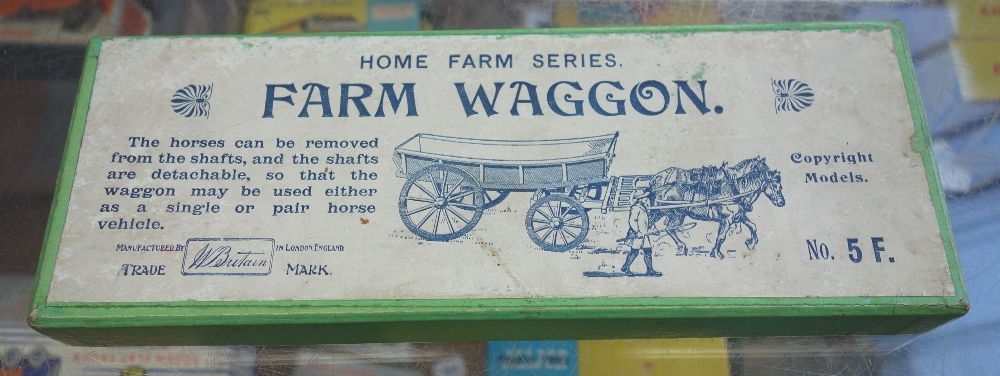 HOME FARM SERIES.
FARM WAGGON.
The horses can be removed
from the shafts, and the shafts
are detachable, so that the
waggon may be used either
as a single or pair horse
vehicle.
Copyright
Models.
MANUFACTURED BY W Britain IN LONDON ENGLAND
TRADE MARK.
No. 5 F.